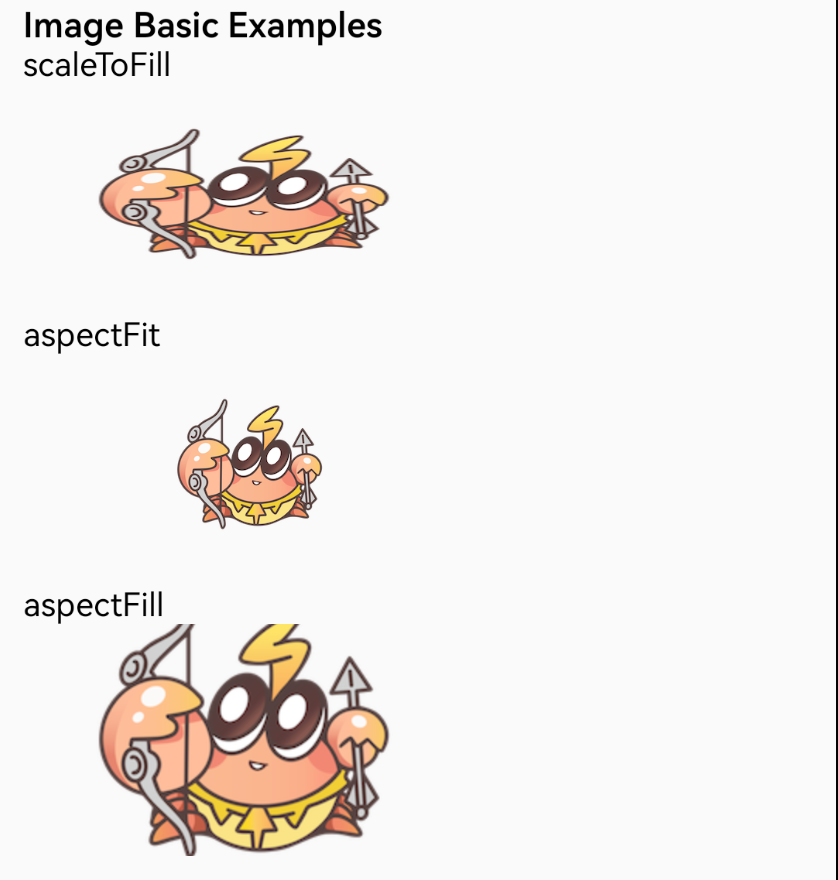 Image Basic Examples
scaleToFill
aspectFit
aspectFill